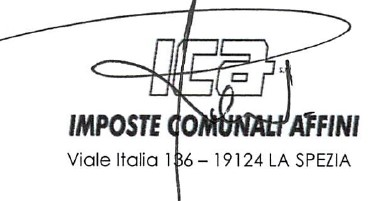 ICA
IMPOSTE COMUNALI AFFINI
Viale Italia 136 – 19124 LA SPEZIA